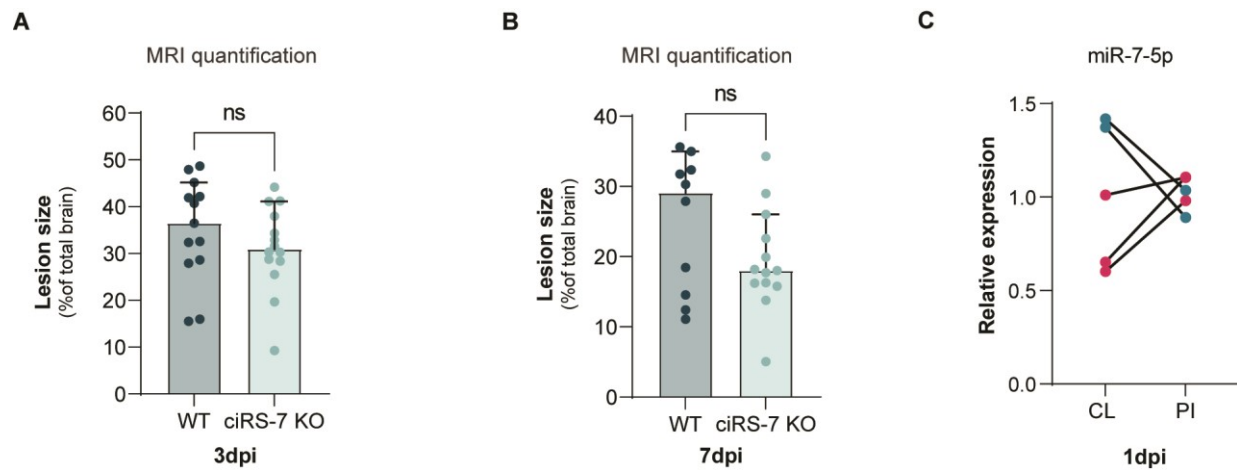 A
MRI quantification
ns
60
50
40
30
20
10
0
Lesion size
(%of total brain)
WT
ciRS-7 KO
3dpi
B
MRI quantification
ns
40
30
20
10
0
Lesion size
(%of total brain)
WT
ciRS-7 KO
7dpi
C
miR-7-5p
1.5
1.0
0.5
0.0
Relative expression
CL
PI
1dpi